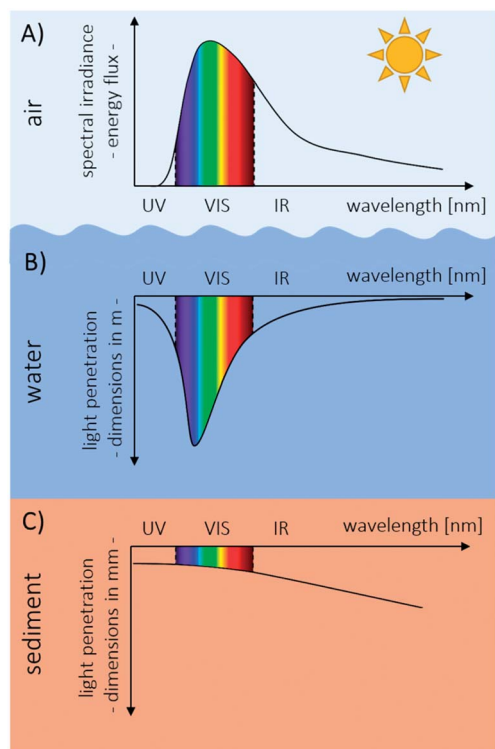 A)
air
spectral irradiance
- energy flux -
UV VIS IR wavelength [nm]
B)
water
UV VIS IR wavelength [nm]
light penetration
- dimensions in m -
C)
sediment
UV VIS IR wavelength [nm]
light penetration
- dimensions in mm -